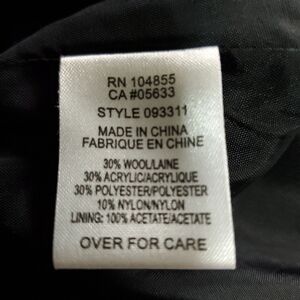 RN 104855
CA #05633
STYLE 093311
MADE IN CHINA
FABRIQUE EN CHINE
30% WOOL/LAINE
30% ACRYLIC/ACRYLIQUE
30% POLYESTER/POLYESTER
10% NYLON/NYLON
LINING: 100% ACETATE/ACETATE
OVER FOR CARE